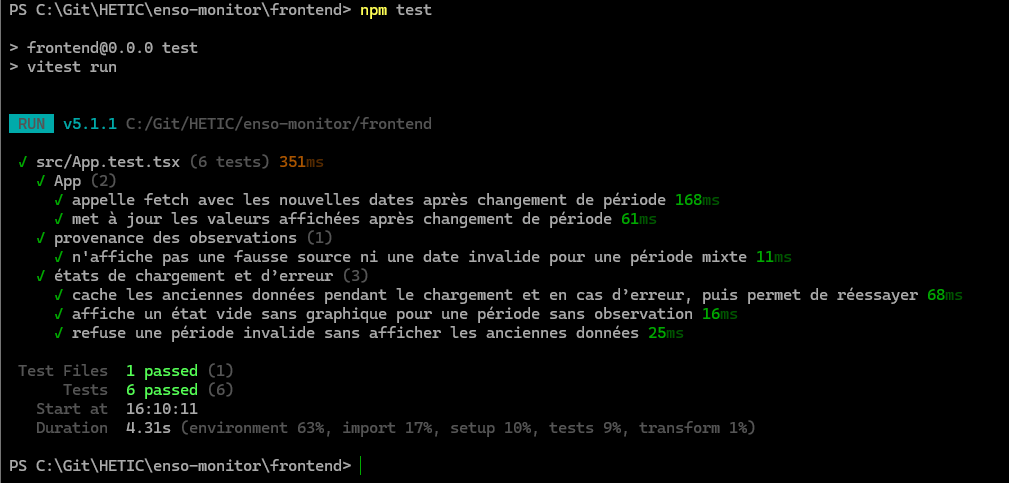 PS C:\Git\HETIC\enso-monitor\frontend> npm test
> frontend@0.0.0 test
> vitest run
RUN v5.1.1 C:/Git/HETIC/enso-monitor/frontend
✓ src/App.test.tsx (6 tests) 351ms
✓ App (2)
✓ appelle fetch avec les nouvelles dates après changement de période 168ms
✓ met à jour les valeurs affichées après changement de période 61ms
✓ provenance des observations (1)
✓ n'affiche pas une fausse source ni une date invalide pour une période mixte 11ms
✓ états de chargement et d’erreur (3)
✓ cache les anciennes données pendant le chargement et en cas d’erreur, puis permet de réessayer 68ms
✓ affiche un état vide sans graphique pour une période sans observation 16ms
✓ refuse une période invalide sans afficher les anciennes données 25ms
Test Files 1 passed (1)
Tests 6 passed (6)
Start at 16:10:11
Duration 4.31s (environment 63%, import 17%, setup 10%, tests 9%, transform 1%)
PS C:\Git\HETIC\enso-monitor\frontend>